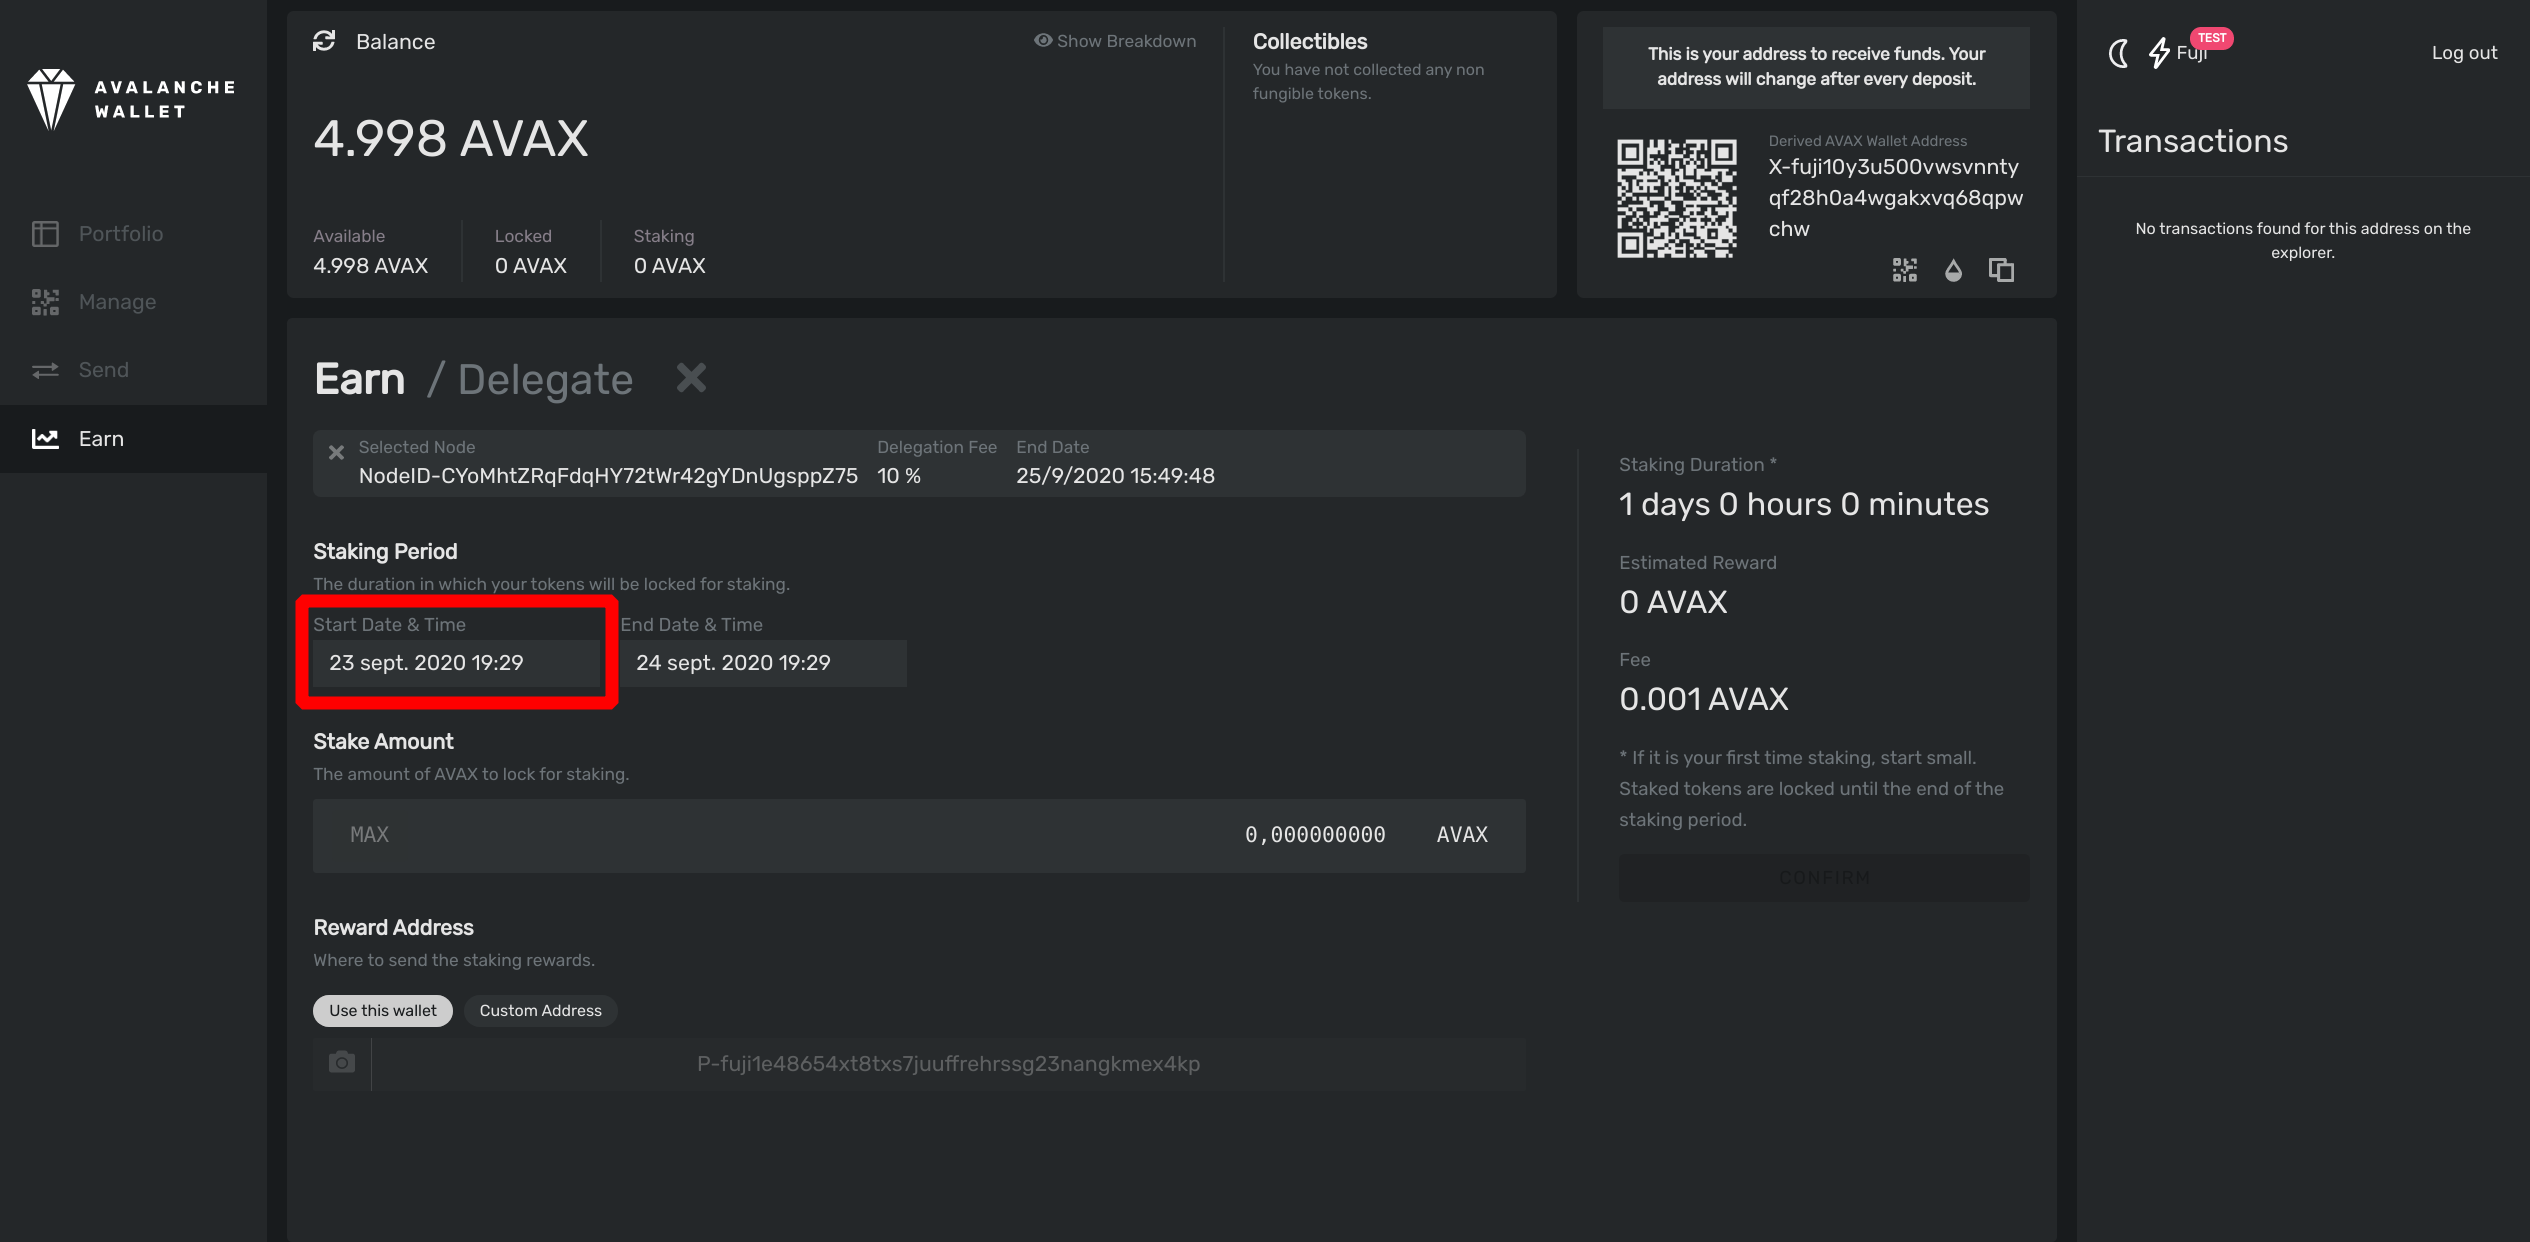 AVALANCHE
WALLET
Portfolio
Manage
Send
Earn
Balance
Show Breakdown
4.998 AVAX
Available
4.998 AVAX
Locked
0 AVAX
Staking
0 AVAX
Collectibles
You have not collected any non
fungible tokens.
This is your address to receive funds. Your
address will change after every deposit.
Derived AVAX Wallet Address
X-fuji10y3u500vwsvnnty
qf28h0a4wgakxvq68qpw
chw
Earn / Delegate
Selected Node
NodeID-CYoMhtZRqFdqHY72tWr42gYDnUgsppZ75
Delegation Fee
10 %
End Date
25/9/2020 15:49:48
Staking Period
The duration in which your tokens will be locked for staking.
Start Date & Time
23 sept. 2020 19:29
End Date & Time
24 sept. 2020 19:29
Stake Amount
The amount of AVAX to lock for staking.
MAX
0,000000000 AVAX
Reward Address
Where to send the staking rewards.
Use this wallet
Custom Address
P-fuji1e48654xt8txs7juuffrehrssg23nangkmex4kp
Staking Duration *
1 days 0 hours 0 minutes
Estimated Reward
0 AVAX
Fee
0.001 AVAX
* If it is your first time staking, start small.
Staked tokens are locked until the end of the
staking period.
CONFIRM
Fuji
TEST
Log out
Transactions
No transactions found for this address on the
explorer.